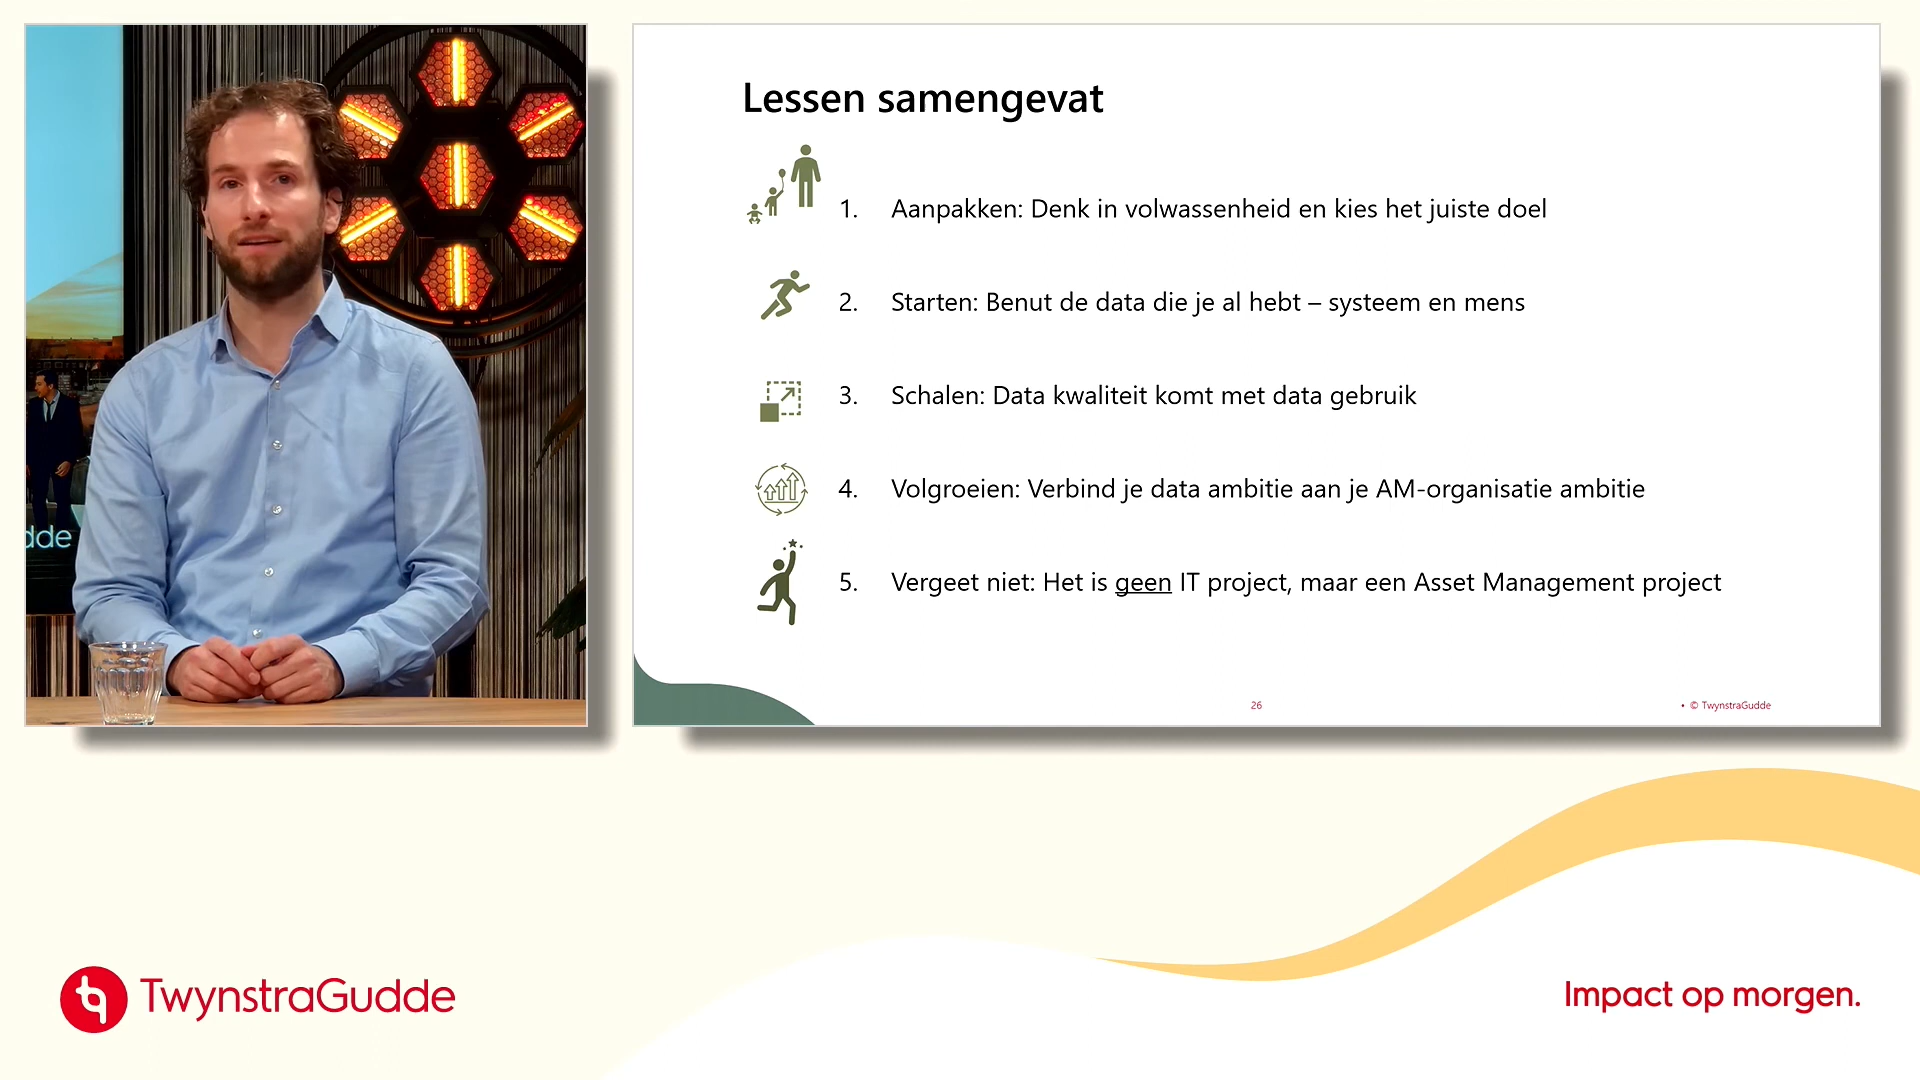 dde
Lessen samengevat
1. Aanpakken: Denk in volwassenheid en kies het juiste doel
2. Starten: Benut de data die je al hebt – systeem en mens
3. Schalen: Data kwaliteit komt met data gebruik
4. Volgroeien: Verbind je data ambitie aan je AM-organisatie ambitie
5. Vergeet niet: Het is geen IT project, maar een Asset Management project
26
• © TwynstraGudde
TwynstraGudde
Impact op morgen.